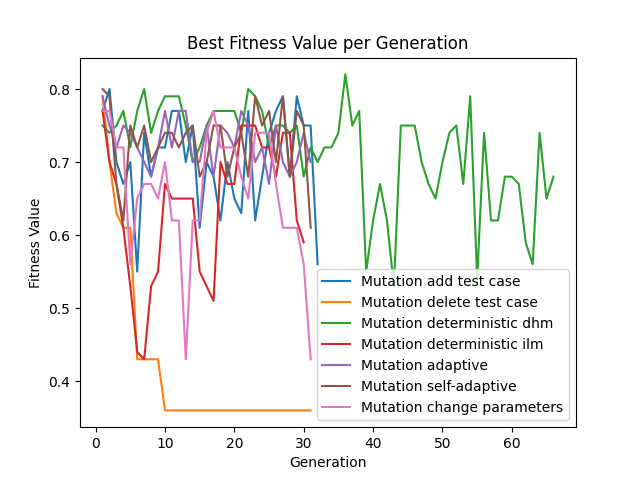 Best Fitness Value per Generation
0.8
0.7
0.6
0.5
0.4
Fitness Value
Mutation add test case
Mutation delete test case
Mutation deterministic dhm
Mutation deterministic ilm
Mutation adaptive
Mutation self-adaptive
Mutation change parameters
0 10 20 30 40 50 60
Generation